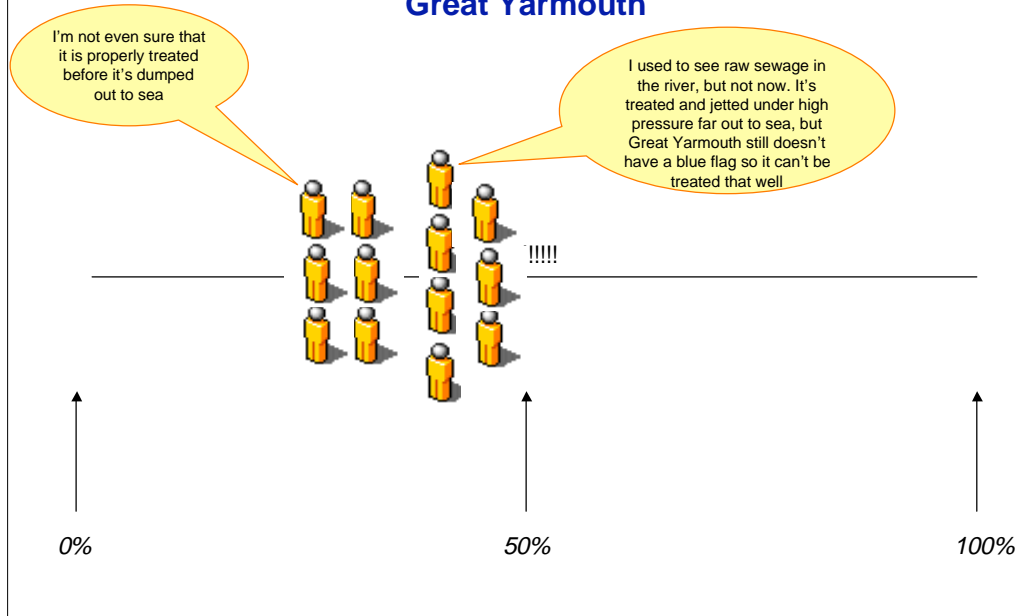 Great Yarmouth
I'm not even sure that
it is properly treated
before it's dumped
out to sea
I used to see raw sewage in
the river, but not now. It's
treated and jetted under high
pressure far out to sea, but
Great Yarmouth still doesn't
have a blue flag so it can't be
treated that well
!!!!!
0%
50%
100%